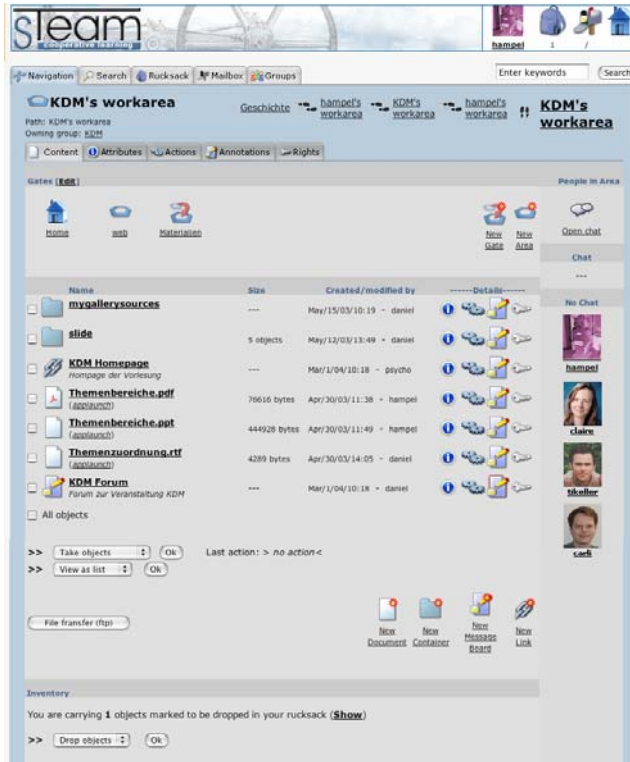 sTeam
cooperative learning
hampel 1 /
Navigation Search Rucksack Mailbox Groups Enter keywords Search
KDM's workarea
Path: KDM's workarea
Owning group: KDM
Geschichte hampel's workarea KDM's workarea hampel's workarea KDM's workarea
Content Attributes Actions Annotations Rights
Gates [Edit] People in Area
Home web Materialien New Gate New Area Open chat
Chat
---
Name Size Created/modified by ------Details------ No Chat
mygallerysources --- May/15/03/10:19 - daniel
slide 5 objects May/12/03/13:49 - daniel
KDM Homepage --- Mar/1/04/10:18 - psycho
Hompage der Vorlesung
hampel
Themenbereiche.pdf 76616 bytes Apr/30/03/11:38 - hampel
(applaunch)
Themenbereiche.ppt 444928 bytes Apr/30/03/11:49 - hampel
(applaunch)
claire
Themenzuordnung.rtf 4289 bytes Apr/30/03/14:05 - daniel
(applaunch)
KDM Forum --- Mar/1/04/10:18 - daniel
Forum zur Veranstaltung KDM
tikeller
All objects
>> Take objects Ok Last action: > no action<
carli
>> View as list Ok
File transfer (ftp)
New Document New Container New Message Board New Link
Inventory
You are carrying 1 objects marked to be dropped in your rucksack (Show)
>> Drop objects Ok